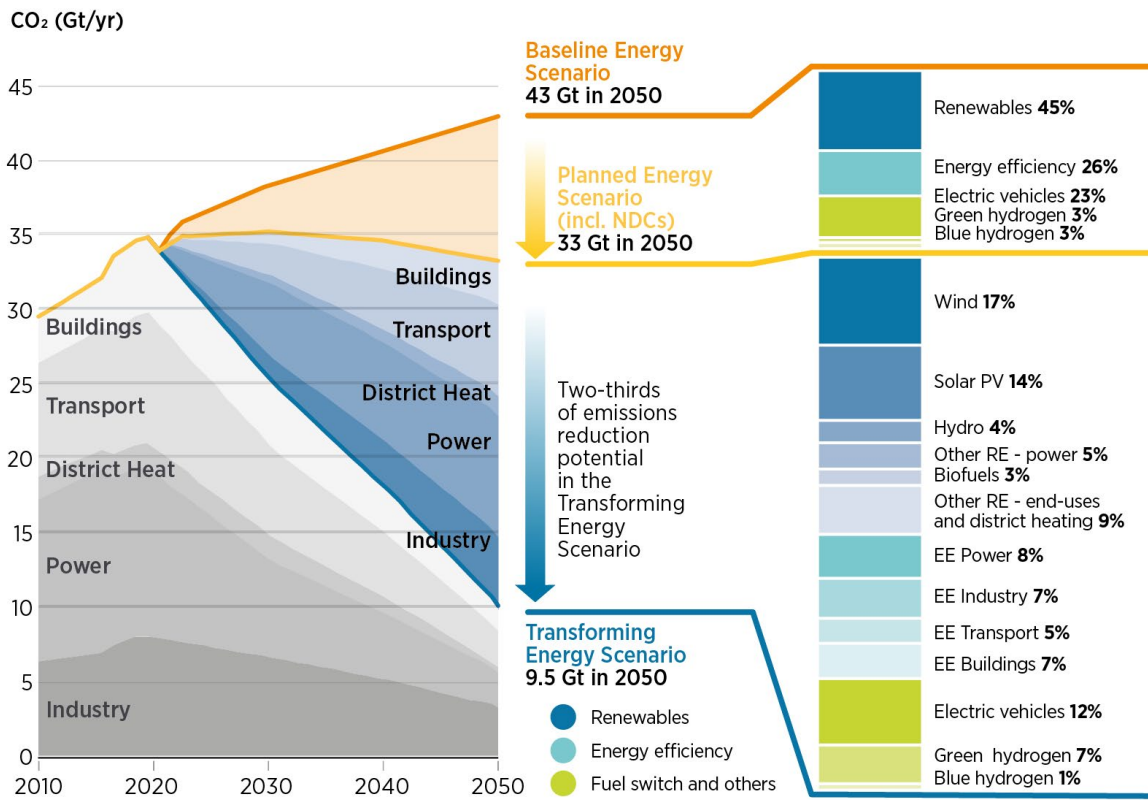 CO₂ (Gt/yr)
45
40
35
30
25
20
15
10
5
0
2010
2020
2030
2040
2050
Buildings
Transport
District Heat
Power
Industry
Buildings
Transport
District Heat
Power
Industry
Baseline Energy
Scenario
43 Gt in 2050
Planned Energy
Scenario
(incl. NDCs)
33 Gt in 2050
Two-thirds
of emissions
reduction
potential
in the
Transforming
Energy
Scenario
Transforming
Energy Scenario
9.5 Gt in 2050
Renewables
Energy efficiency
Fuel switch and others
Renewables 45%
Energy efficiency 26%
Electric vehicles 23%
Green hydrogen 3%
Blue hydrogen 3%
Wind 17%
Solar PV 14%
Hydro 4%
Other RE - power 5%
Biofuels 3%
Other RE - end-uses
and district heating 9%
EE Power 8%
EE Industry 7%
EE Transport 5%
EE Buildings 7%
Electric vehicles 12%
Green hydrogen 7%
Blue hydrogen 1%